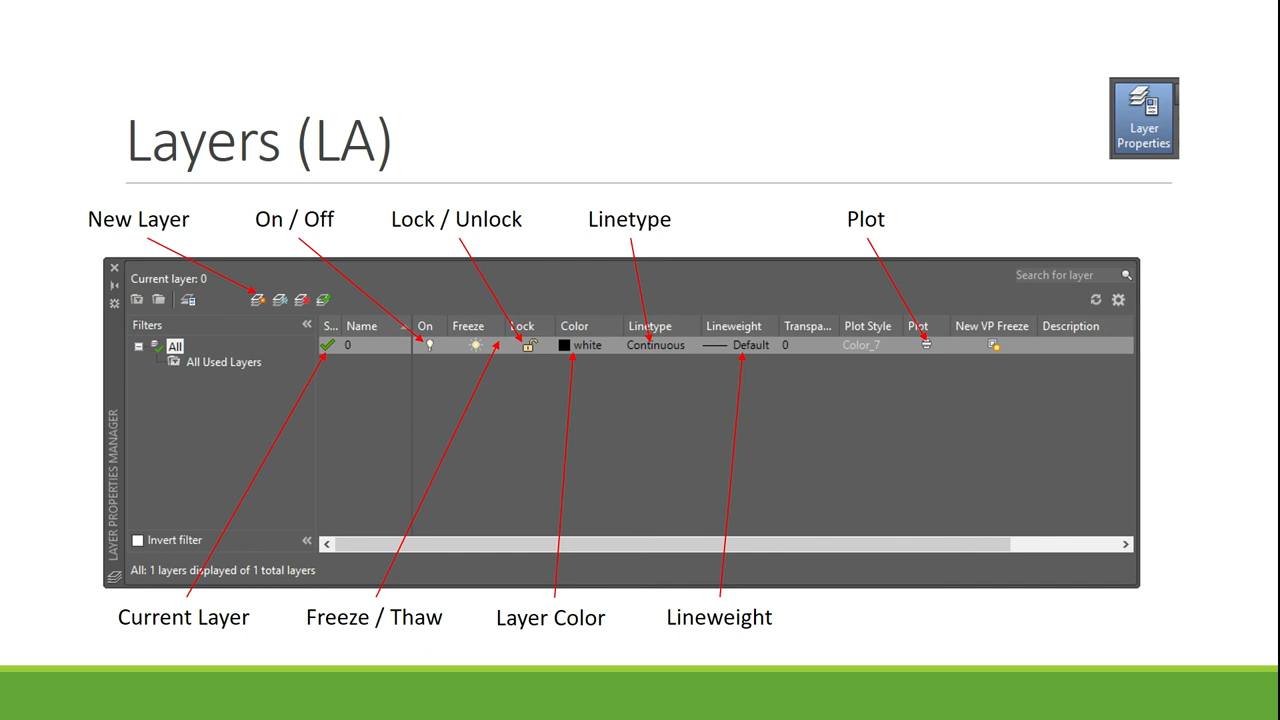 Layer
Properties
Layers (LA)
New Layer
On / Off
Lock / Unlock
Linetype
Plot
Current layer: 0
Search for layer
Filters
S... Name On Freeze Lock Color Linetype Lineweight Transpa... Plot Style Plot New VP Freeze Description
All
0 white Continuous Default 0 Color_7
All Used Layers
LAYER PROPERTIES MANAGER
Invert filter
All: 1 layers displayed of 1 total layers
Current Layer
Freeze / Thaw
Layer Color
Lineweight